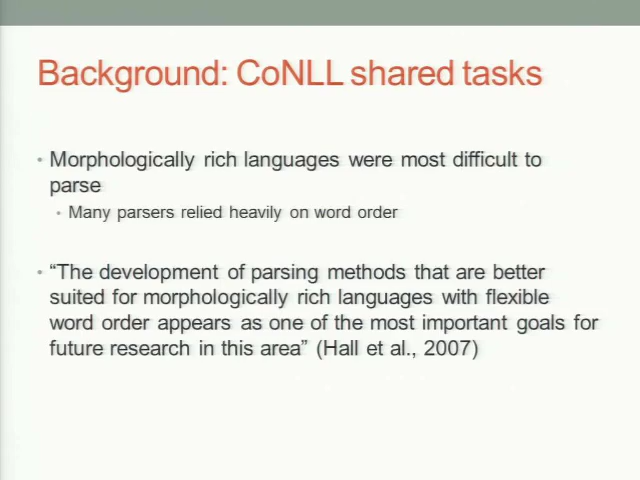 Background: CoNLL shared tasks
• Morphologically rich languages were most difficult to
parse
• Many parsers relied heavily on word order
• “The development of parsing methods that are better
suited for morphologically rich languages with flexible
word order appears as one of the most important goals for
future research in this area” (Hall et al., 2007)